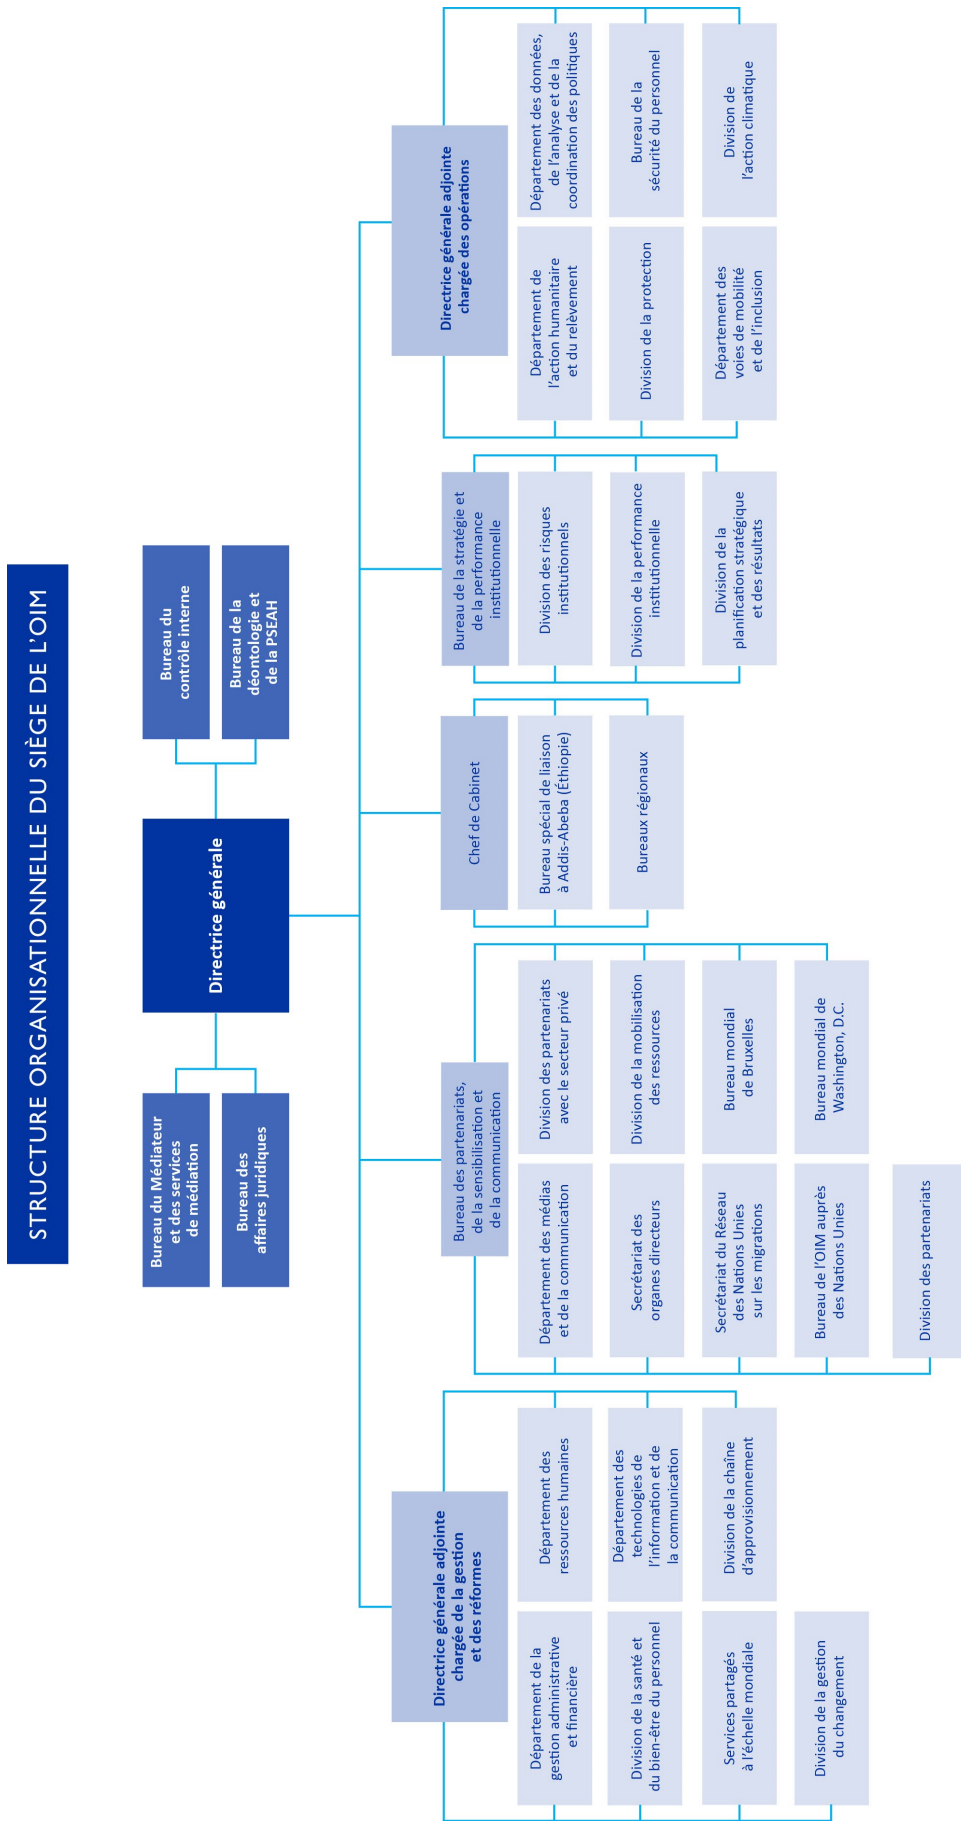 STRUCTURE ORGANISATIONNELLE DU SIÈGE DE L’OIM
Bureau du Médiateur
et des services
de médiation
Bureau des
affaires juridiques
Directrice générale
Bureau du
contrôle interne
Bureau de la
déontologie et
de la PSEAH
Directrice générale adjointe
chargée de la gestion
et des réformes
Département de la
gestion administrative
et financière
Département des
ressources humaines
Division de la santé et
du bien-être du personnel
Département des
technologies de
l’information et de
la communication
Services partagés
à l’échelle mondiale
Division de la chaîne
d’approvisionnement
Division de la gestion
du changement
Bureau des partenariats,
de la sensibilisation et
de la communication
Département des médias
et de la communication
Division des partenariats
avec le secteur privé
Secrétariat des
organes directeurs
Division de la mobilisation
des ressources
Secrétariat du Réseau
des Nations Unies
sur les migrations
Bureau mondial
de Bruxelles
Bureau de l’OIM auprès
des Nations Unies
Bureau mondial de
Washington, D.C.
Division des partenariats
Chef de Cabinet
Bureau spécial de liaison
à Addis-Abeba (Éthiopie)
Bureaux régionaux
Bureau de la stratégie et
de la performance
institutionnelle
Division des risques
institutionnels
Division de la performance
institutionnelle
Division de la
planification stratégique
et des résultats
Directrice générale adjointe
chargée des opérations
Département de
l’action humanitaire
et du relèvement
Département des données,
de l’analyse et de la
coordination des politiques
Division de la protection
Bureau de la
sécurité du personnel
Département des
voies de mobilité
et de l’inclusion
Division de
l’action climatique